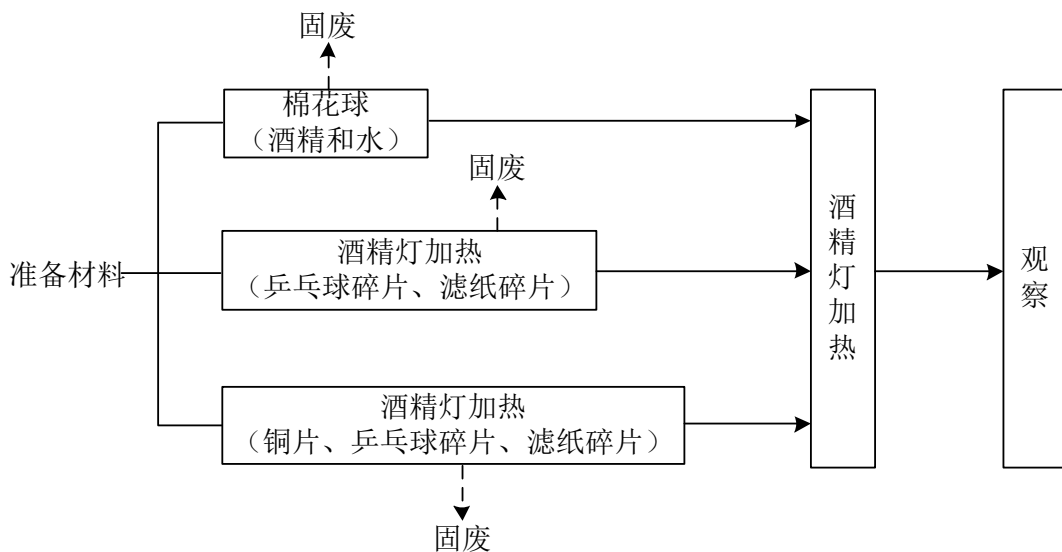 固废
棉花球
（酒精和水）
固废
酒精灯加热
（乒乓球碎片、滤纸碎片）
准备材料
酒精灯加热
（铜片、乒乓球碎片、滤纸碎片）
固废
酒精灯加热
观察